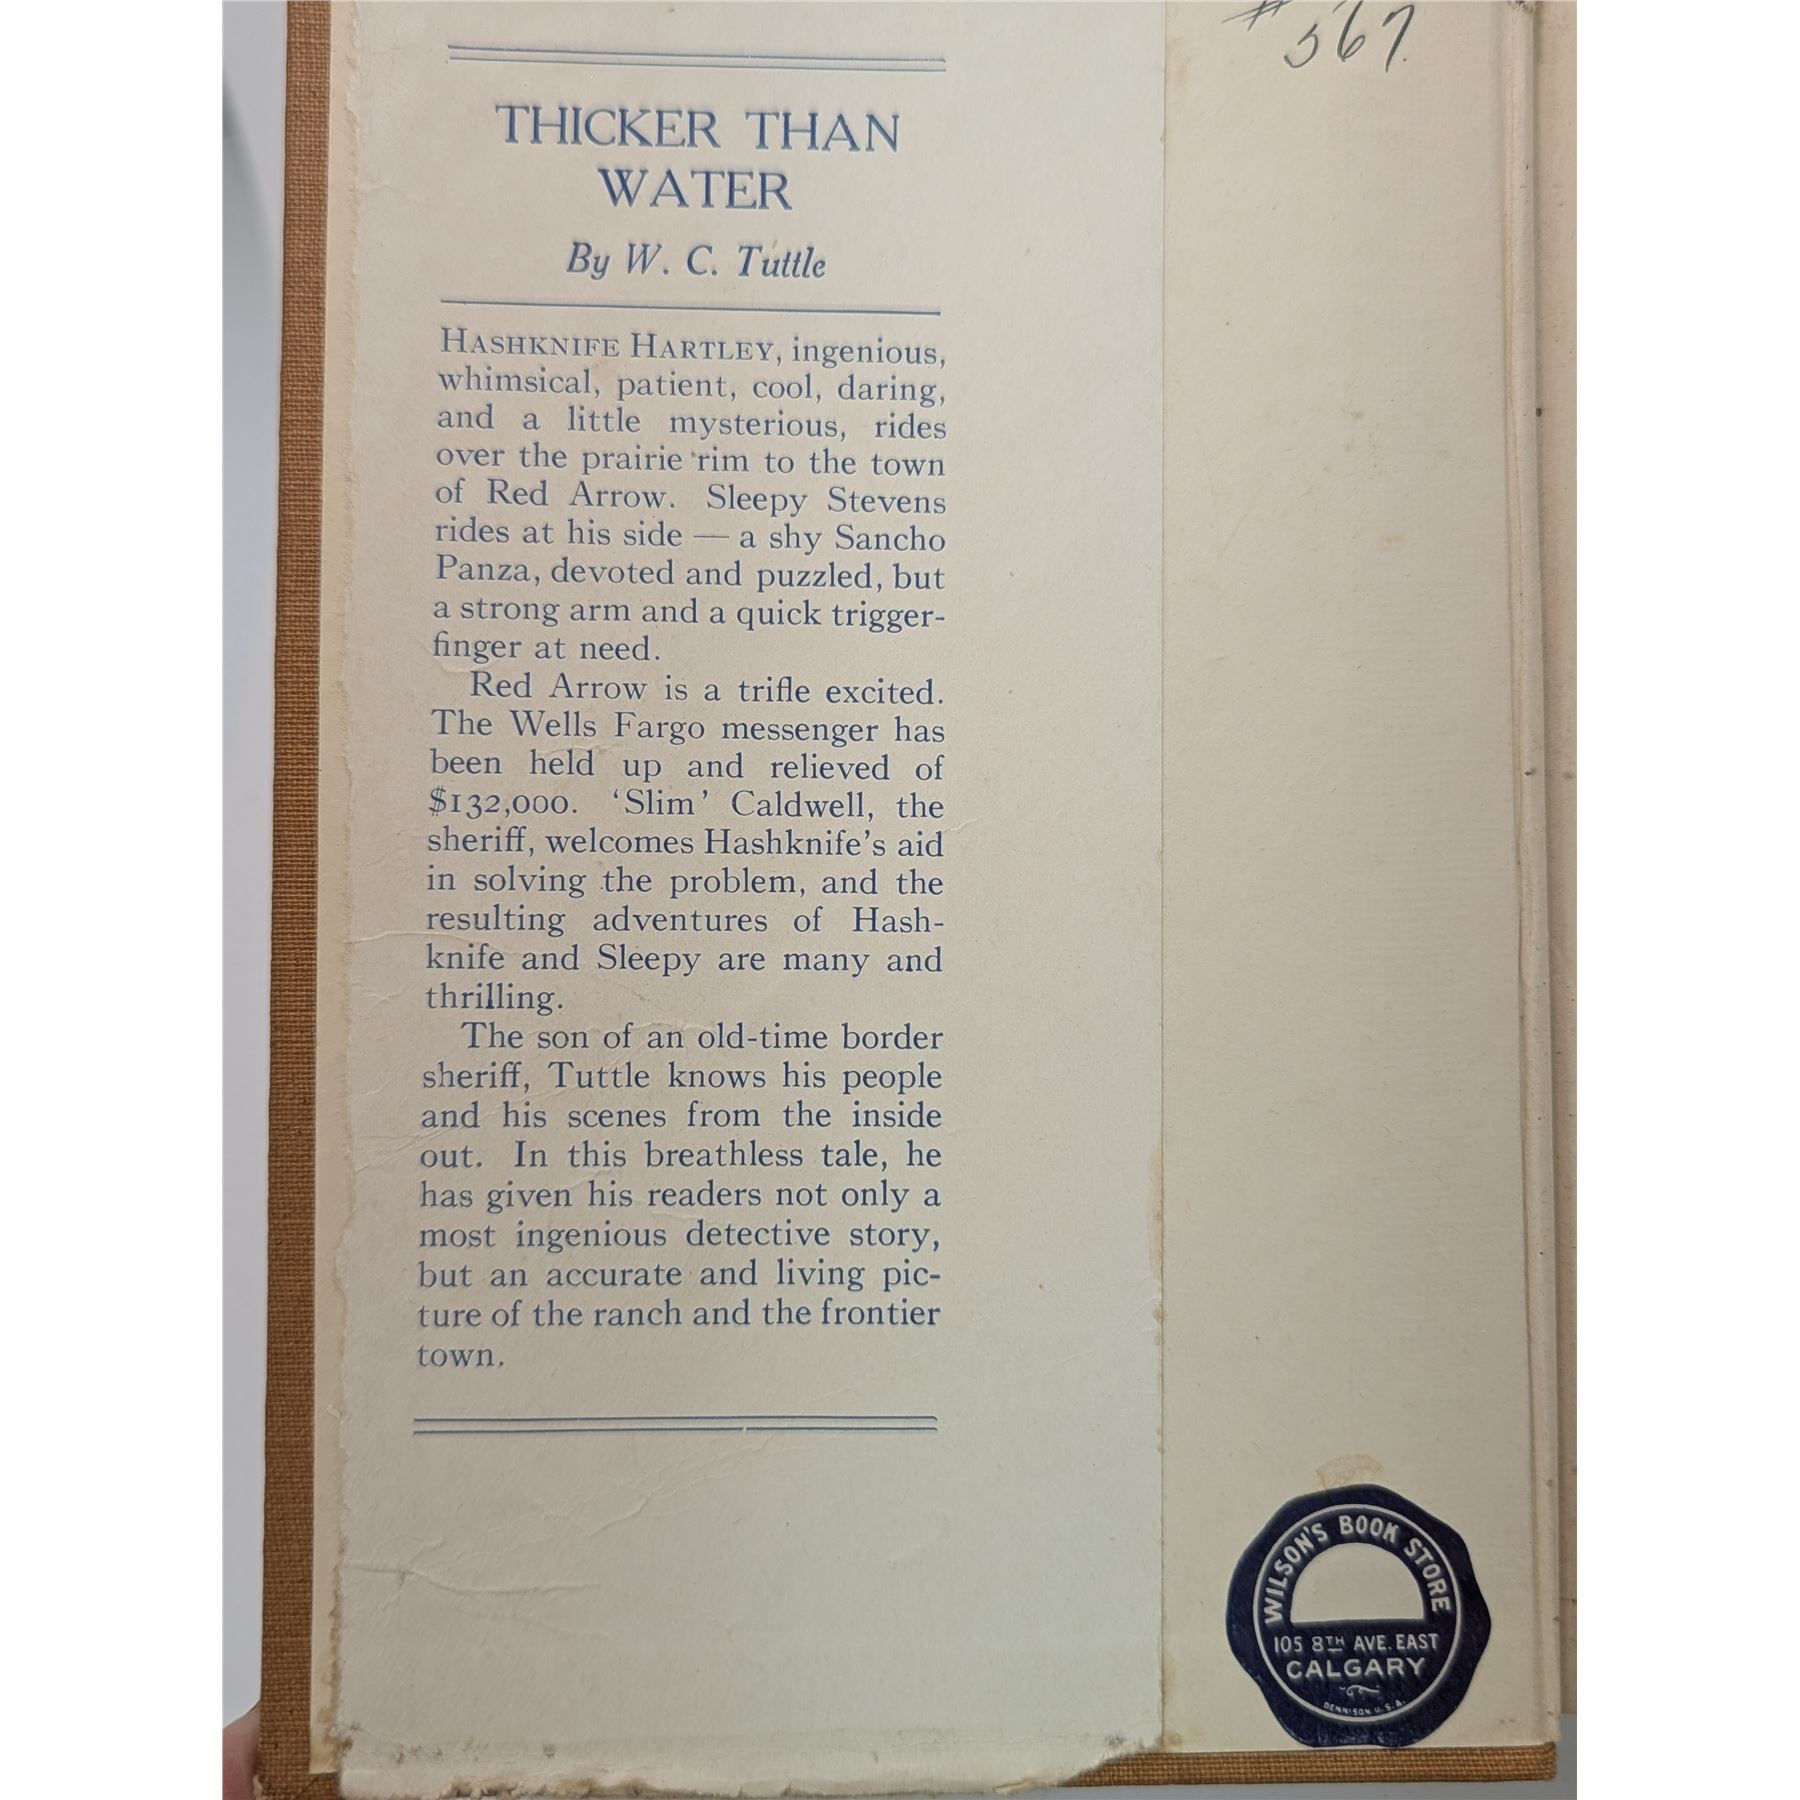 # 567.
THICKER THAN
WATER
By W. C. Tuttle
HASHKNIFE HARTLEY, ingenious,
whimsical, patient, cool, daring,
and a little mysterious, rides
over the prairie rim to the town
of Red Arrow. Sleepy Stevens
rides at his side — a shy Sancho
Panza, devoted and puzzled, but
a strong arm and a quick trigger-
finger at need.
Red Arrow is a trifle excited.
The Wells Fargo messenger has
been held up and relieved of
$132,000. ‘Slim’ Caldwell, the
sheriff, welcomes Hashknife’s aid
in solving the problem, and the
resulting adventures of Hash-
knife and Sleepy are many and
thrilling.
The son of an old-time border
sheriff, Tuttle knows his people
and his scenes from the inside
out. In this breathless tale, he
has given his readers not only a
most ingenious detective story,
but an accurate and living pic-
ture of the ranch and the frontier
town.
WILSON'S BOOK STORE
105 8TH AVE. EAST
CALGARY
DENNISON, U.S.A.